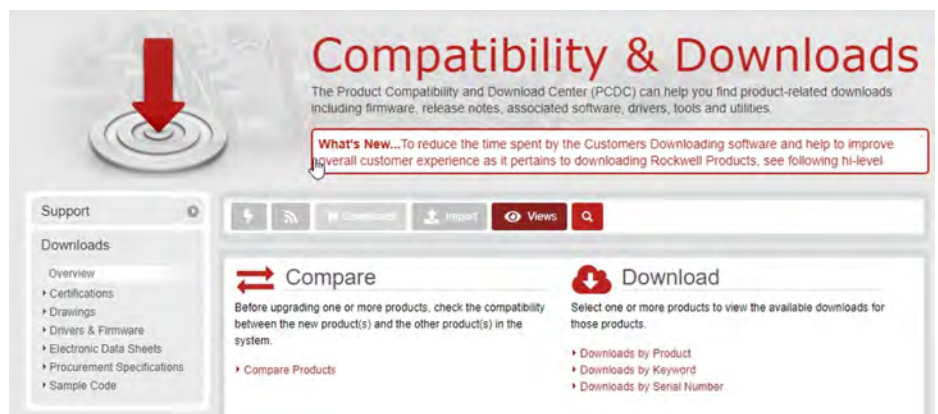 Compatibility & Downloads
The Product Compatibility and Download Center (PCDC) can help you find product-related downloads
including firmware, release notes, associated software, drivers, tools and utilities.
What's New...To reduce the time spent by the Customers Downloading software and help to improve
overall customer experience as it pertains to downloading Rockwell Products, see following hi-level
Support
Downloads
Import
Views
Downloads
Overview
Certifications
Drawings
Drivers & Firmware
Electronic Data Sheets
Procurement Specifications
Sample Code
Compare
Before upgrading one or more products, check the compatibility
between the new product(s) and the other product(s) in the
system.
Compare Products
Download
Select one or more products to view the available downloads for
those products.
Downloads by Product
Downloads by Keyword
Downloads by Serial Number